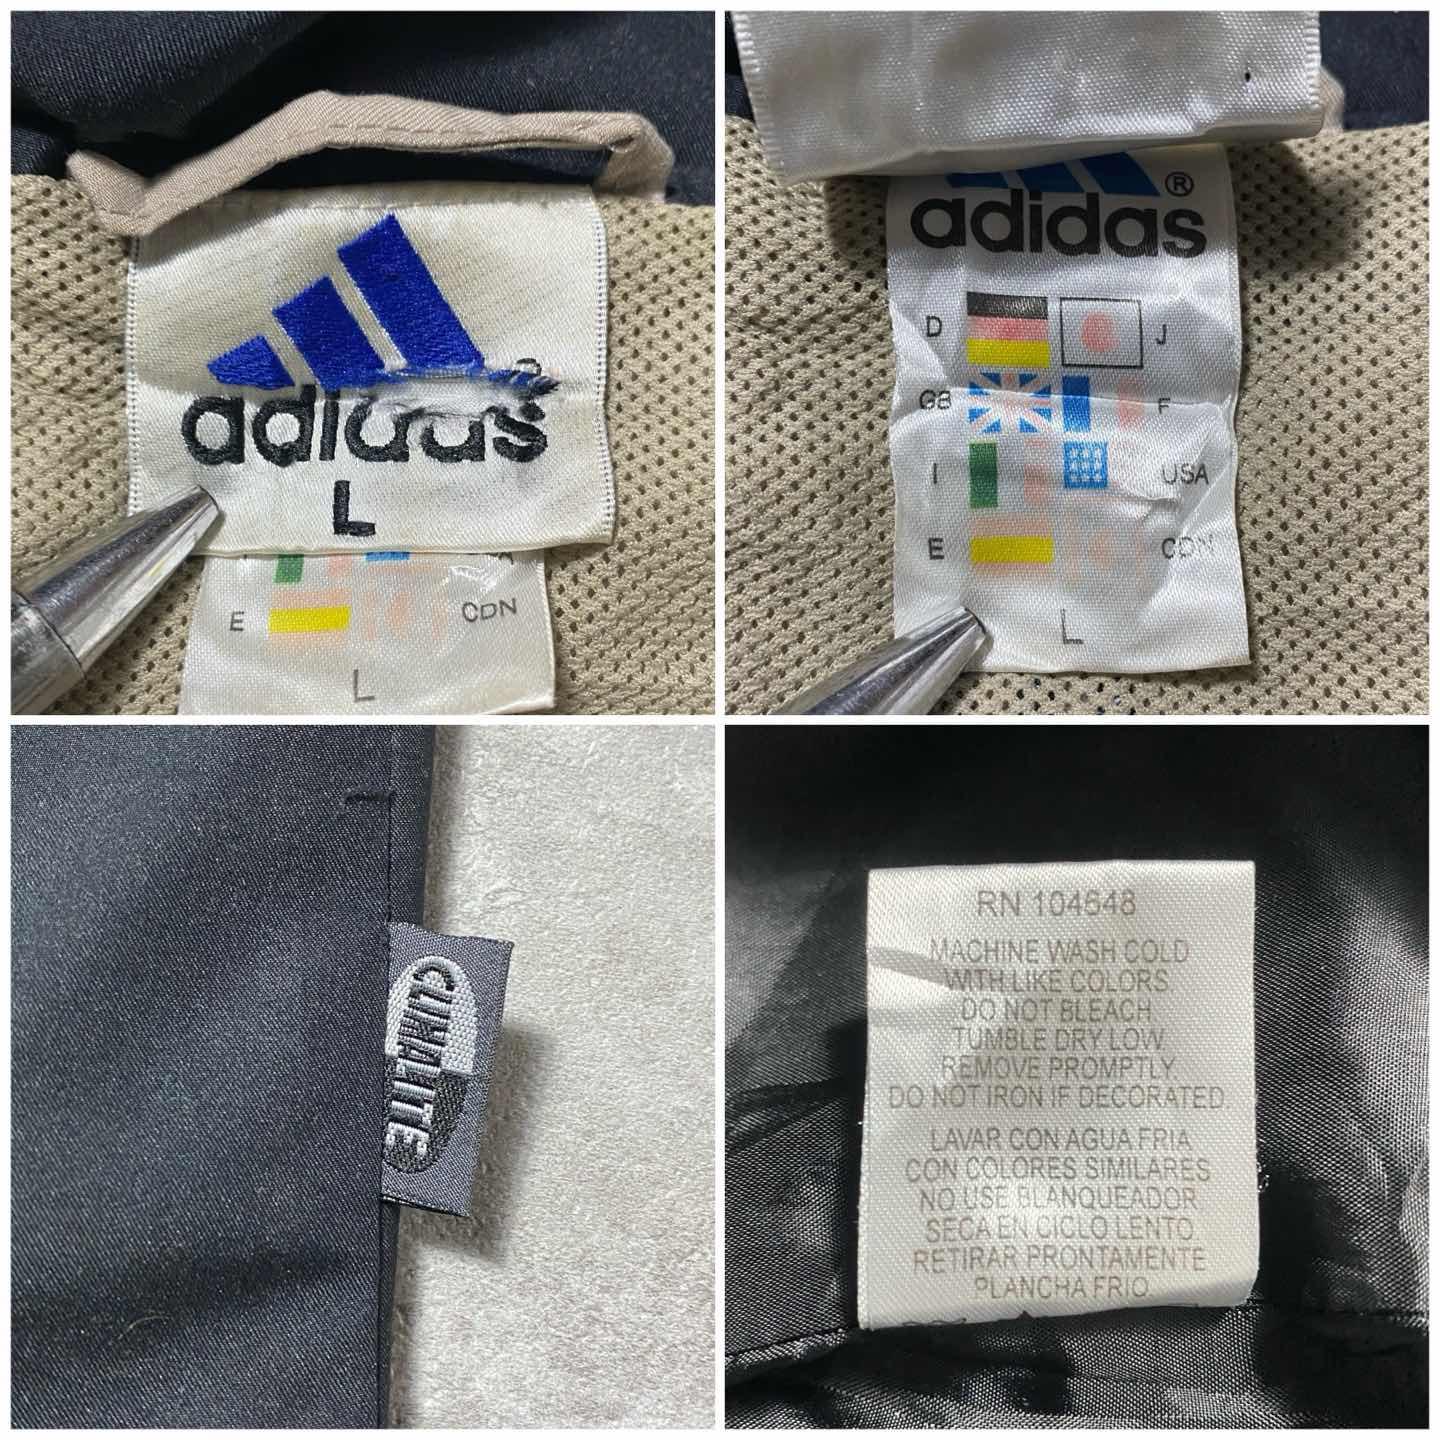 adidas
L
E CDN
L
®
adidas
D J
GB F
I USA
E CDN
L
CLIMALITE
RN 104648
MACHINE WASH COLD
WITH LIKE COLORS
DO NOT BLEACH
TUMBLE DRY LOW.
REMOVE PROMPTLY.
DO NOT IRON IF DECORATED.
LAVAR CON AGUA FRIA
CON COLORES SIMILARES
NO USE BLANQUEADOR
SECA EN CICLO LENTO.
RETIRAR PRONTAMENTE
PLANCHA FRIO.